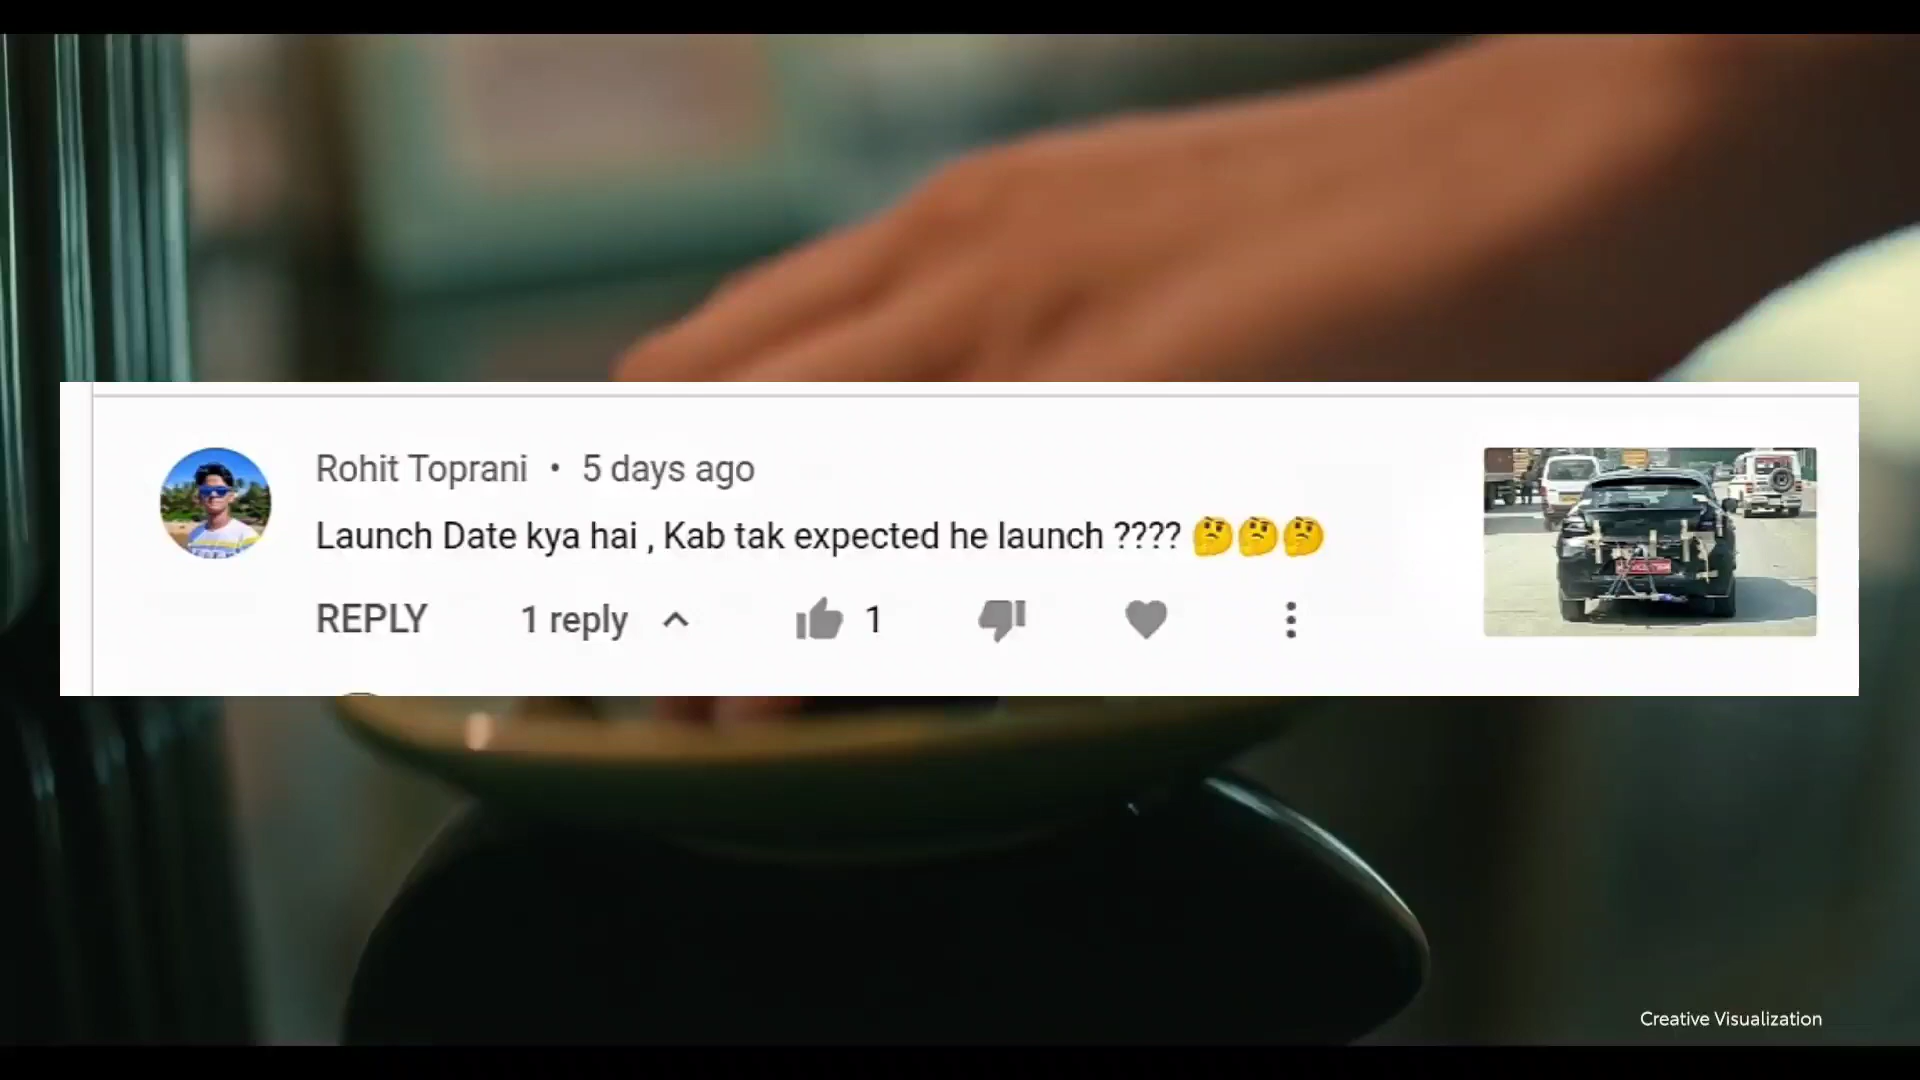 Rohit Toprani • 5 days ago
Launch Date kya hai , Kab tak expected he launch ???? 🤔🤔🤔
REPLY 1 reply 1
Creative Visualization